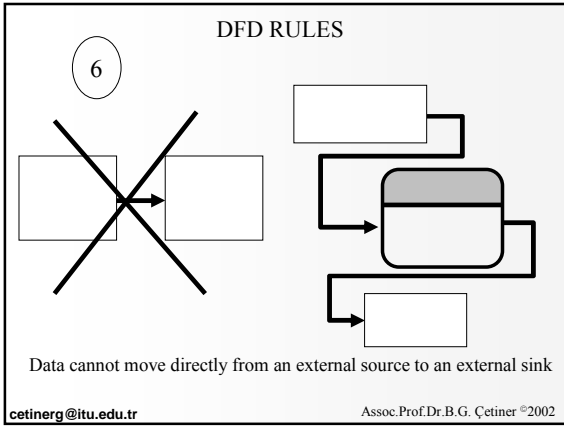 DFD RULES
6
Data cannot move directly from an external source to an external sink
cetinerg@itu.edu.tr
Assoc.Prof.Dr.B.G. Çetiner ©2002